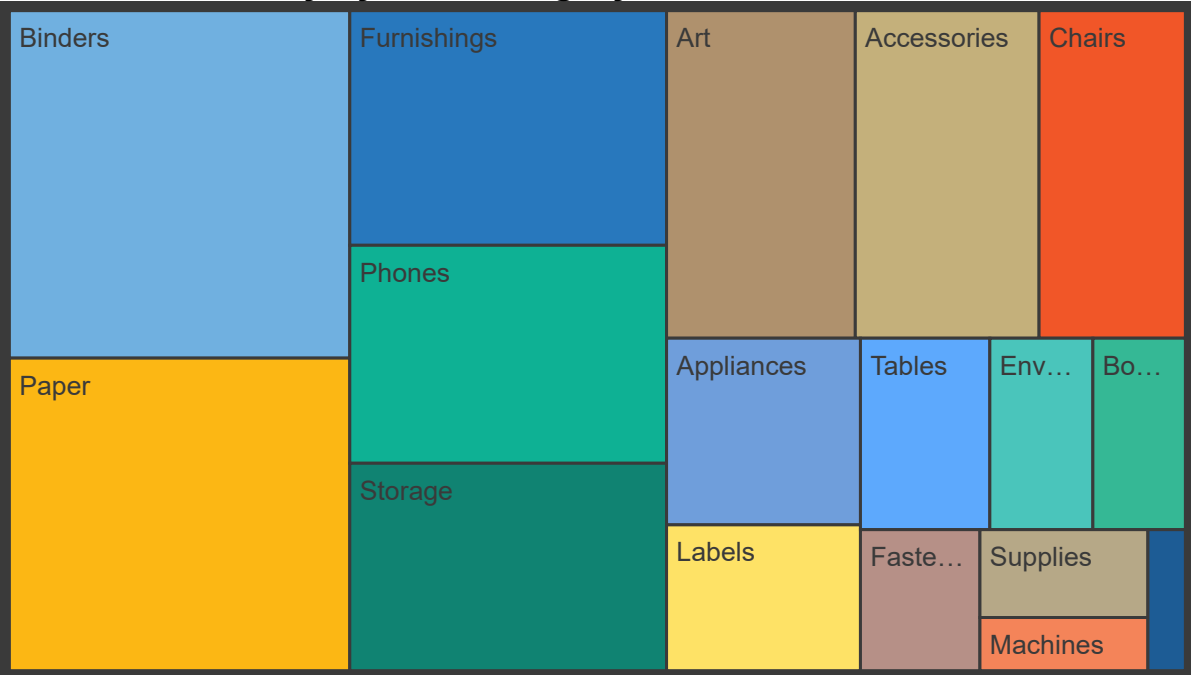 Binders
Furnishings
Art
Accessories
Chairs
Phones
Appliances
Tables
Env…
Bo…
Paper
Storage
Labels
Faste…
Supplies
Machines